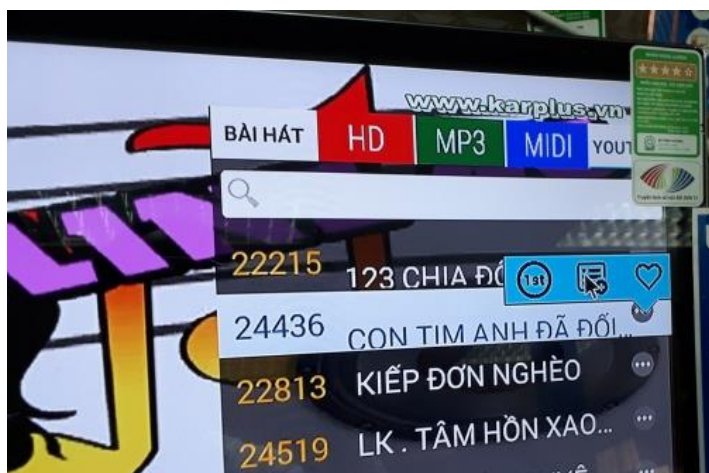 www.karplus.vn
BÀI HÁT HD MP3 MIDI YOUT
22215 123 CHIA ĐÔ
1st
24436 CON TIM ANH ĐÃ ĐỔI...
22813 KIẾP ĐƠN NGHÈO
24519 LK . TÂM HỒN XAO...